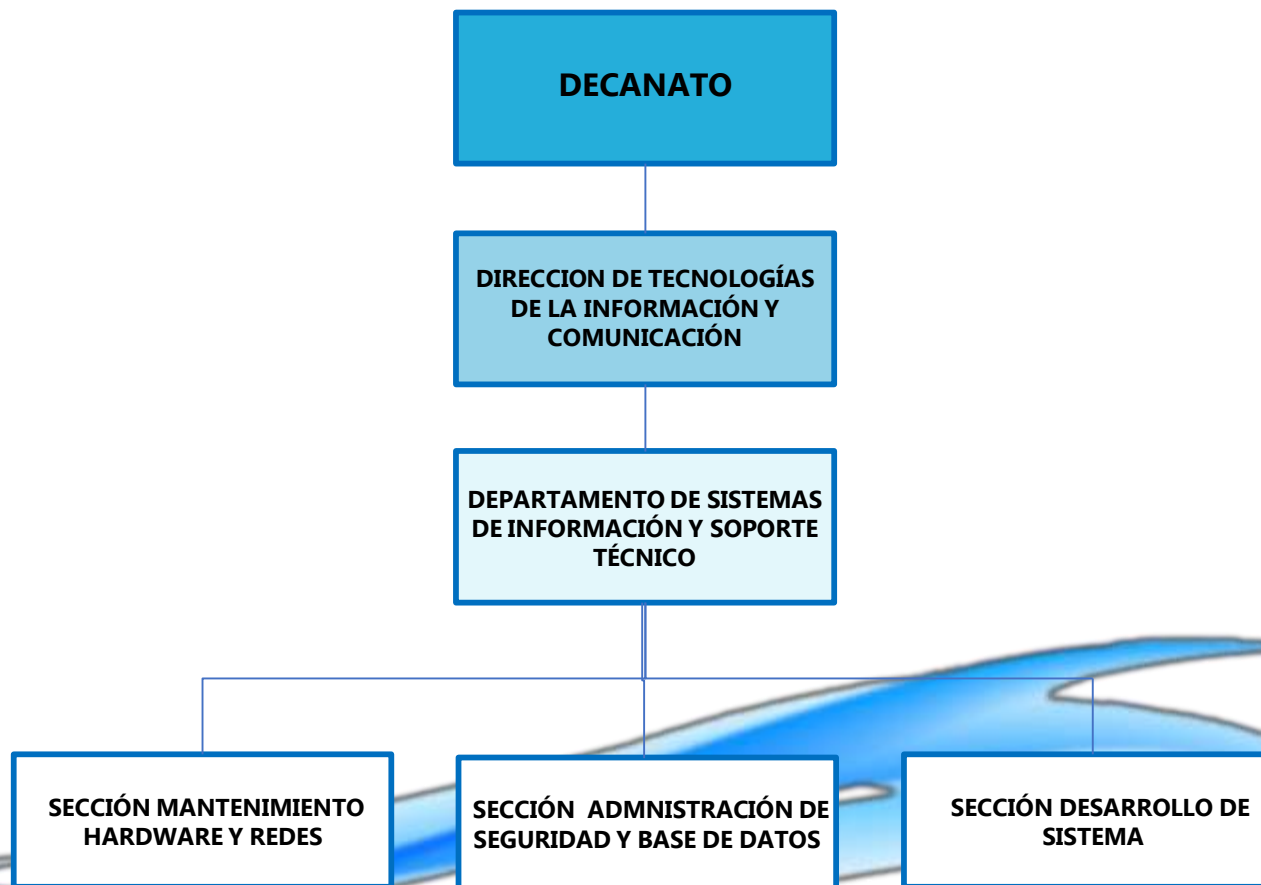 DECANATO
DIRECCION DE TECNOLOGÍAS
DE LA INFORMACIÓN Y
COMUNICACIÓN
DEPARTAMENTO DE SISTEMAS
DE INFORMACIÓN Y SOPORTE
TÉCNICO
SECCIÓN MANTENIMIENTO
HARDWARE Y REDES
SECCIÓN ADMNISTRACIÓN DE
SEGURIDAD Y BASE DE DATOS
SECCIÓN DESARROLLO DE
SISTEMA